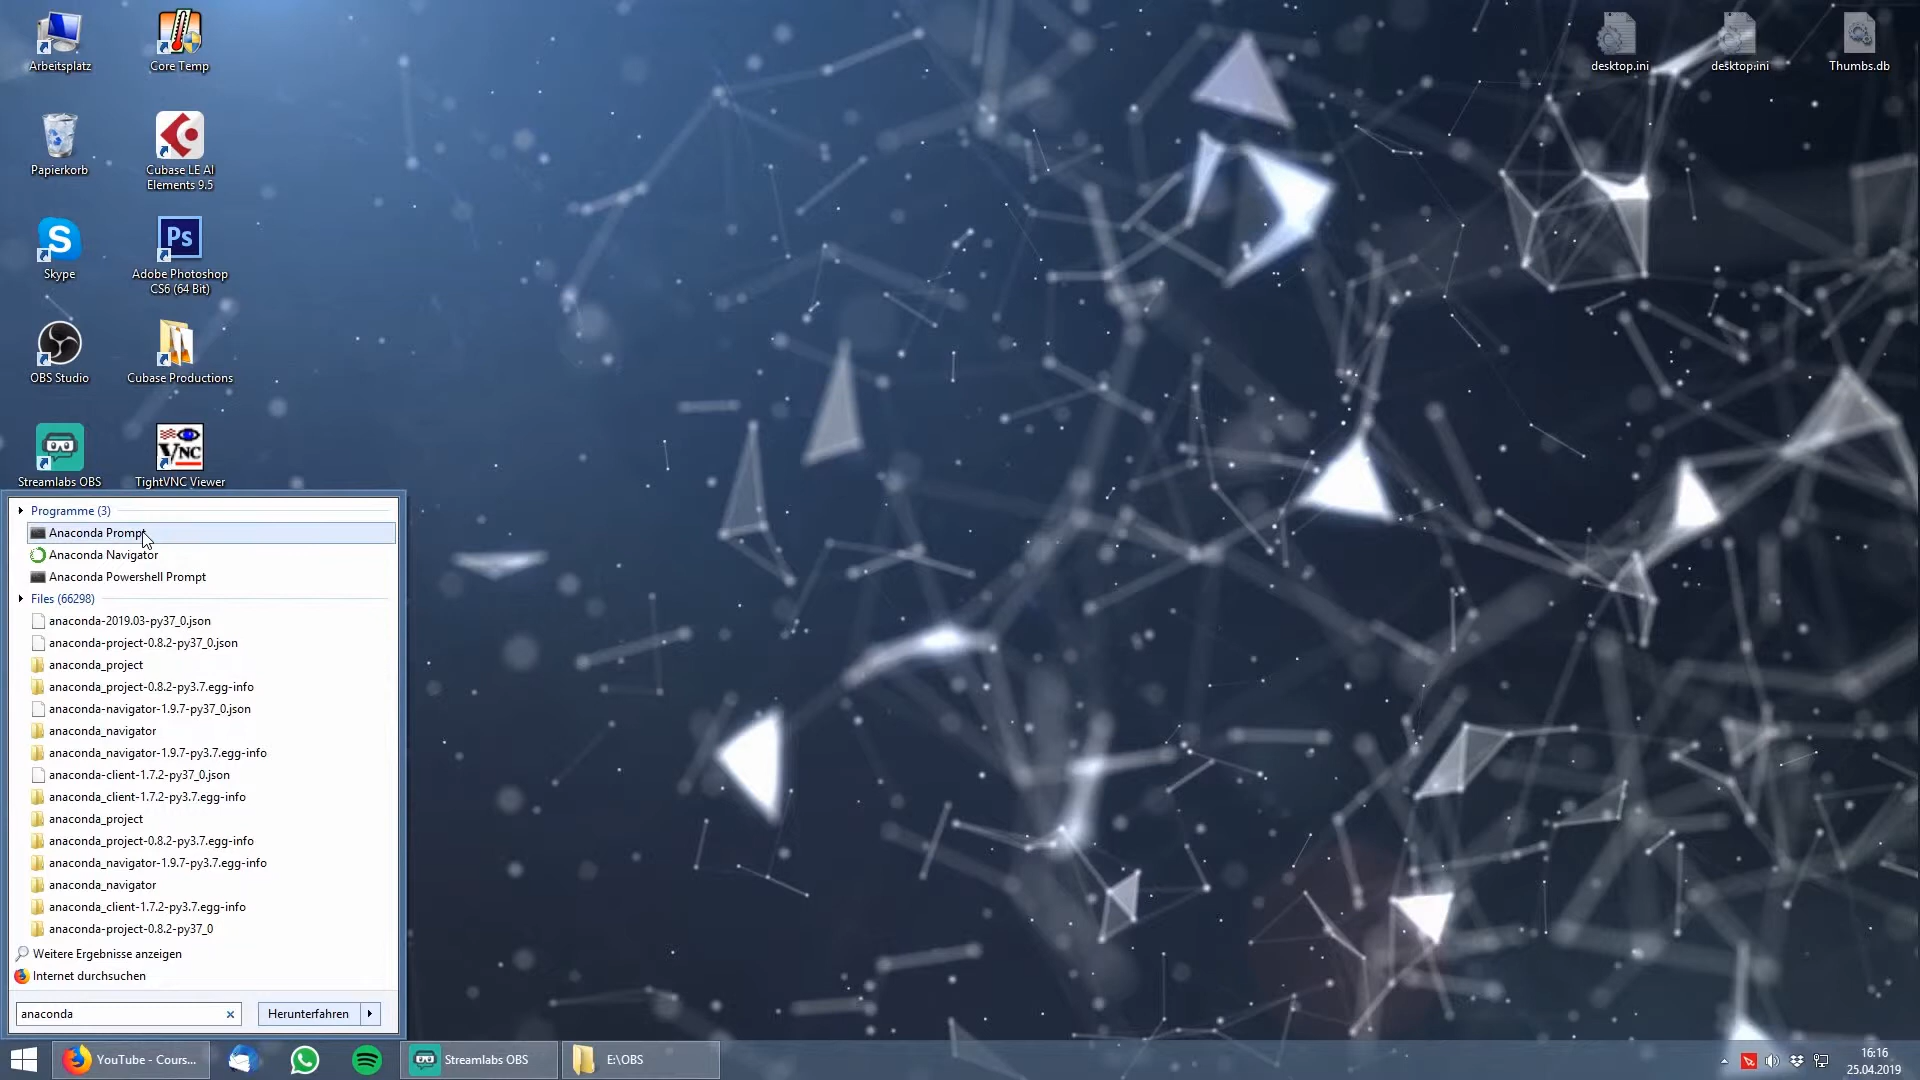 Arbeitsplatz
Core Temp
desktop.ini
desktop.ini
Thumbs.db
Papierkorb
Cubase LE AI
Elements 9.5
Skype
Ps
Adobe Photoshop
CS6 (64 Bit)
OBS Studio
Cubase Productions
VNC
Streamlabs OBS
TightVNC Viewer
Programme (3)
Anaconda Prompt
Anaconda Navigator
Anaconda Powershell Prompt
Files (66298)
anaconda-2019.03-py37_0.json
anaconda-project-0.8.2-py37_0.json
anaconda_project
anaconda_project-0.8.2-py3.7.egg-info
anaconda-navigator-1.9.7-py37_0.json
anaconda_navigator
anaconda_navigator-1.9.7-py3.7.egg-info
anaconda-client-1.7.2-py37_0.json
anaconda_client-1.7.2-py3.7.egg-info
anaconda_project
anaconda_project-0.8.2-py3.7.egg-info
anaconda_navigator-1.9.7-py3.7.egg-info
anaconda_navigator
anaconda_client-1.7.2-py3.7.egg-info
anaconda-project-0.8.2-py37_0
Weitere Ergebnisse anzeigen
Internet durchsuchen
anaconda
Herunterfahren
YouTube - Cours...
Streamlabs OBS
E:\OBS
16:16
25.04.2019